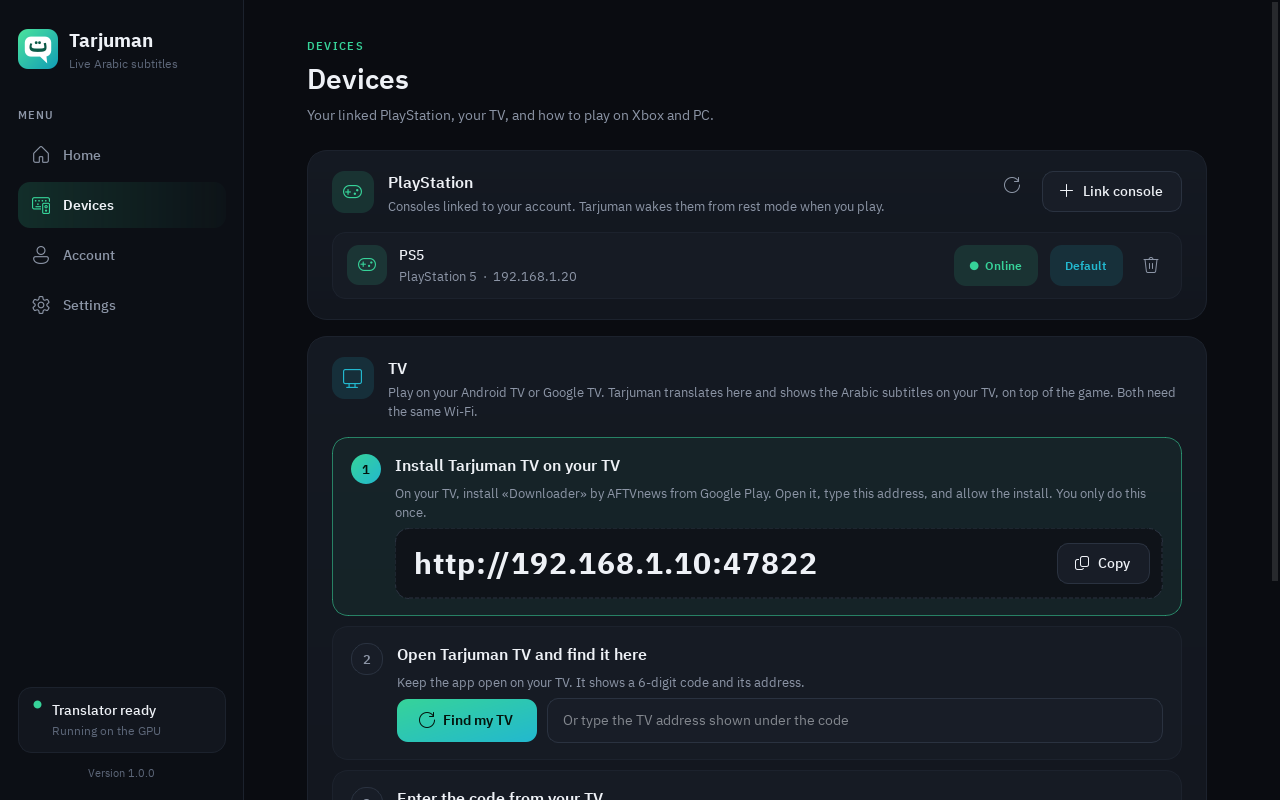 Tarjuman
Live Arabic subtitles
MENU
Home
Devices
Account
Settings
Translator ready
Running on the GPU
Version 1.0.0
DEVICES
Devices
Your linked PlayStation, your TV, and how to play on Xbox and PC.
PlayStation
Consoles linked to your account. Tarjuman wakes them from rest mode when you play.
Link console
PS5
PlayStation 5 · 192.168.1.20
Online
Default
TV
Play on your Android TV or Google TV. Tarjuman translates here and shows the Arabic subtitles on your TV, on top of the game. Both need
the same Wi-Fi.
1
Install Tarjuman TV on your TV
On your TV, install «Downloader» by AFTVnews from Google Play. Open it, type this address, and allow the install. You only do this
once.
http://192.168.1.10:47822
Copy
2
Open Tarjuman TV and find it here
Keep the app open on your TV. It shows a 6-digit code and its address.
Find my TV
Or type the TV address shown under the code
Enter the code from your TV